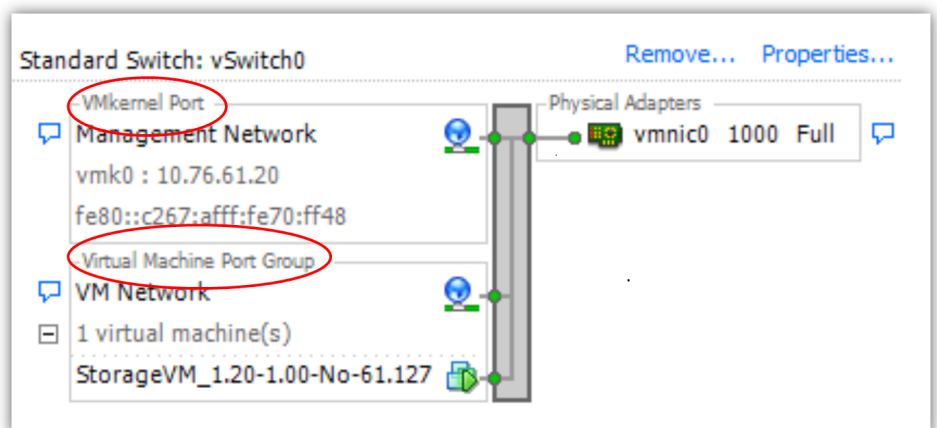 Standard Switch: vSwitch0 Remove... Properties...
VMkernel Port
Management Network
vmk0 : 10.76.61.20
fe80::c267:afff:fe70:ff48
Physical Adapters
vmnic0 1000 Full
Virtual Machine Port Group
VM Network
1 virtual machine(s)
StorageVM_1.20-1.00-No-61.127